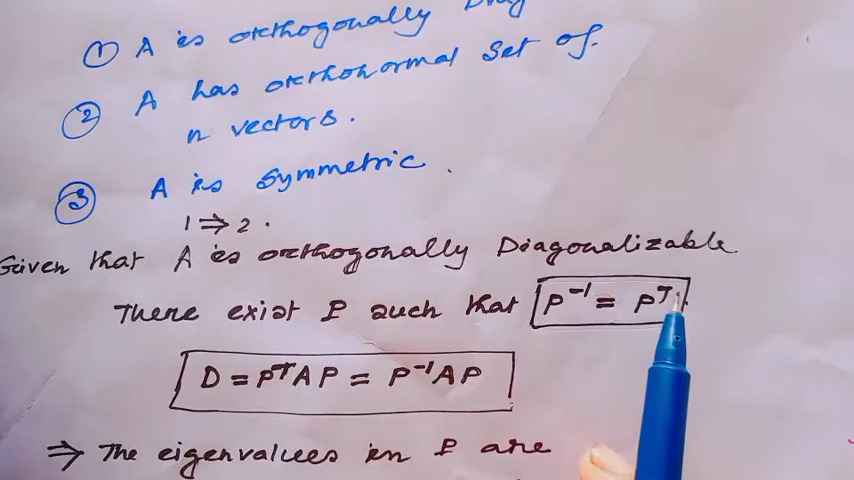 ① A is orthogonally Diag
② A has orthonormal Set of
n vectors.
③ A is Symmetric.
1 ⇒ 2.
Given that A is orthogonally Diagonalizable
There exist P such that P⁻¹ = Pᵀ
D = PᵀAP = P⁻¹AP
⇒ The eigenvalues in P are